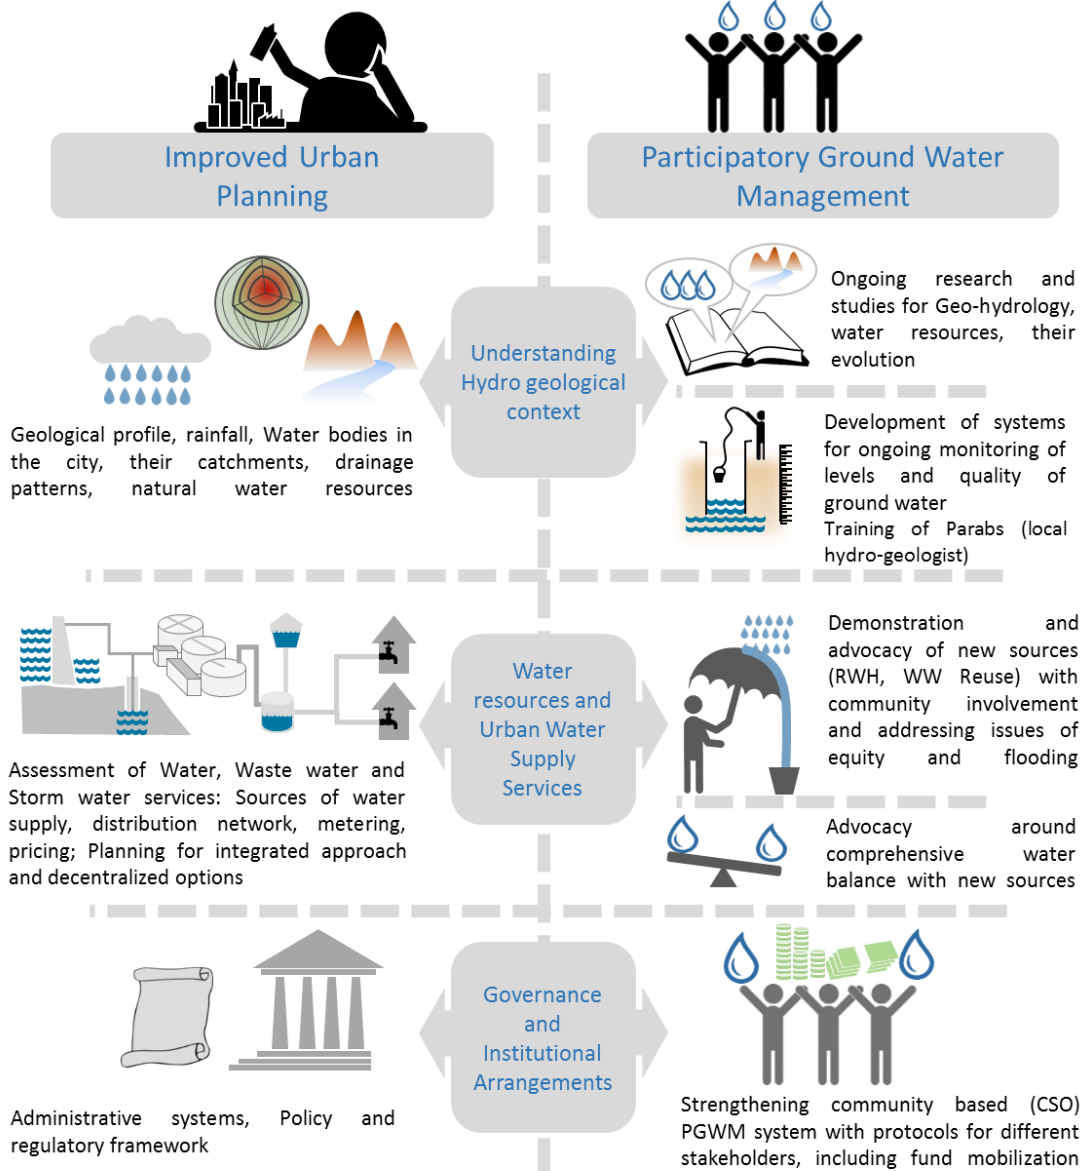 Improved Urban
Planning
Participatory Ground Water
Management
Understanding
Hydro geological
context
Geological profile, rainfall, Water bodies in
the city, their catchments, drainage
patterns, natural water resources
Ongoing research and
studies for Geo-hydrology,
water resources, their
evolution
Development of systems
for ongoing monitoring of
levels and quality of
ground water
Training of Parabs (local
hydro-geologist)
Water
resources and
Urban Water
Supply
Services
Assessment of Water, Waste water and
Storm water services: Sources of water
supply, distribution network, metering,
pricing; Planning for integrated approach
and decentralized options
Demonstration and
advocacy of new sources
(RWH, WW Reuse) with
community involvement
and addressing issues of
equity and flooding
Advocacy around
comprehensive water
balance with new sources
Governance
and
Institutional
Arrangements
Administrative systems, Policy and
regulatory framework
Strengthening community based (CSO)
PGWM system with protocols for different
stakeholders, including fund mobilization